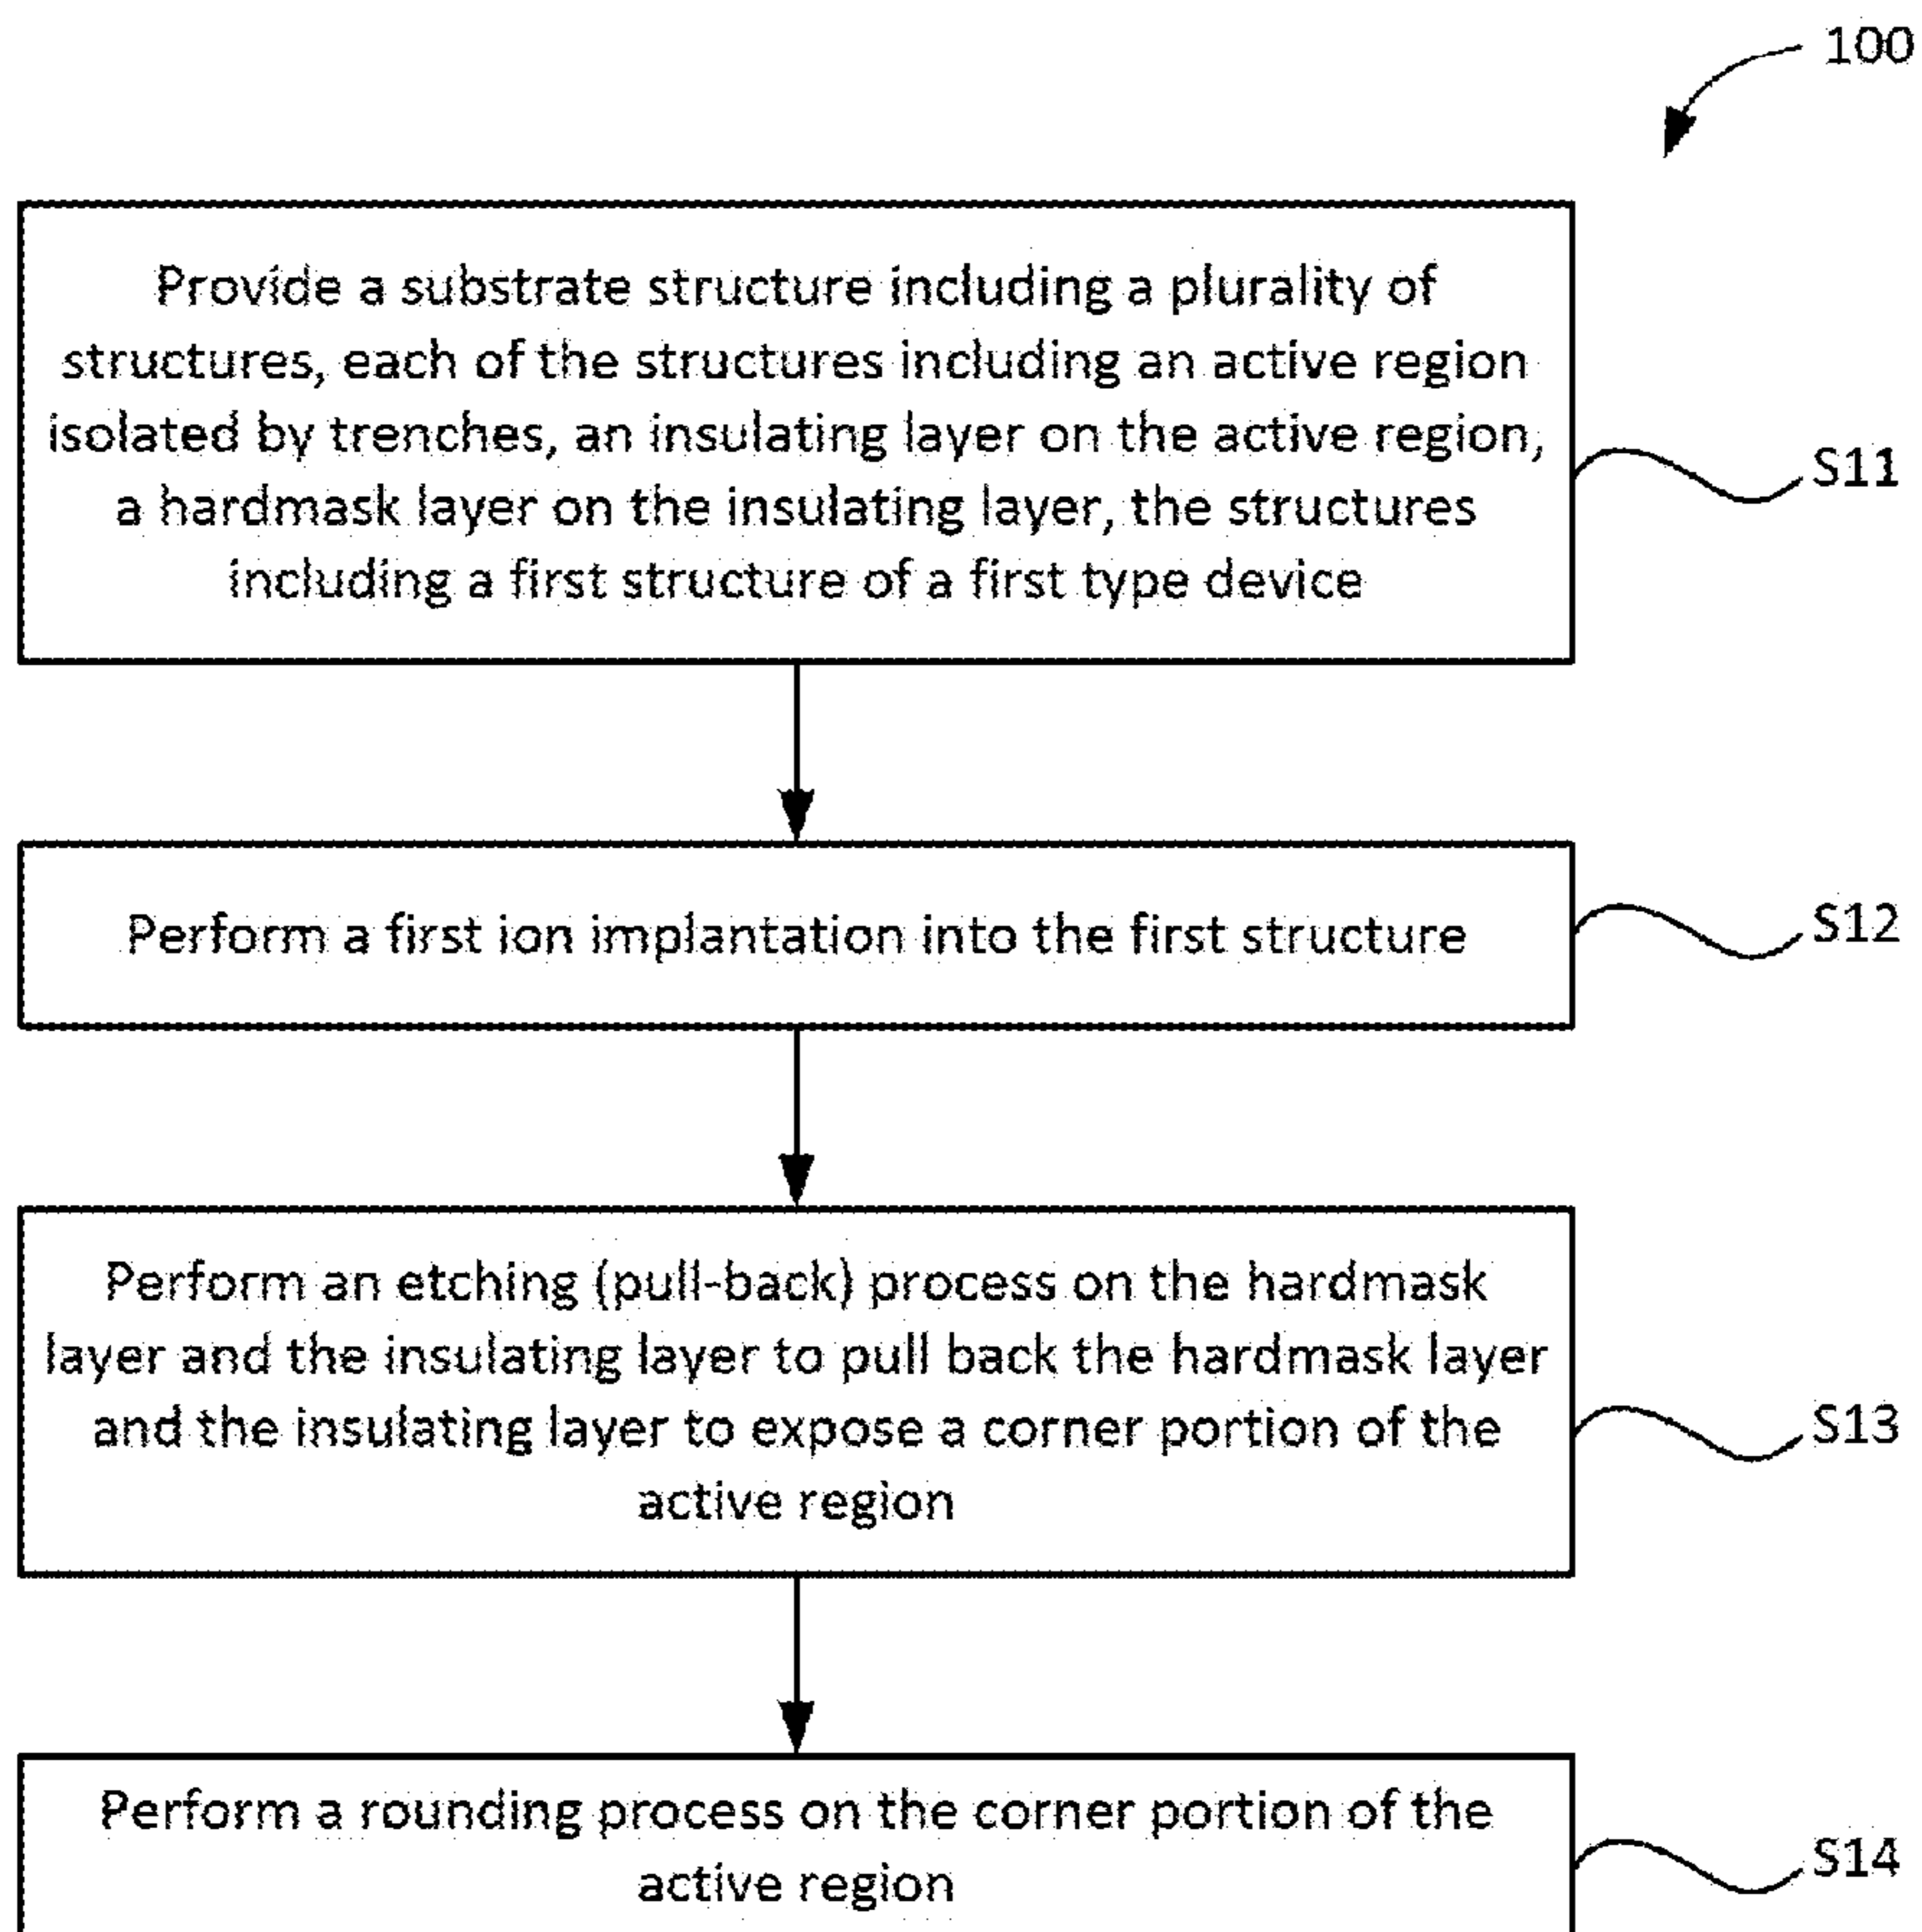 100
Provide a substrate structure including a plurality of
structures, each of the structures including an active region
isolated by trenches, an insulating layer on the active region,
a hardmask layer on the insulating layer, the structures
including a first structure of a first type device
S11
Perform a first ion implantation into the first structure
S12
Perform an etching (pull-back) process on the hardmask
layer and the insulating layer to pull back the hardmask layer
and the insulating layer to expose a corner portion of the
active region
S13
Perform a rounding process on the corner portion of the
active region
S14